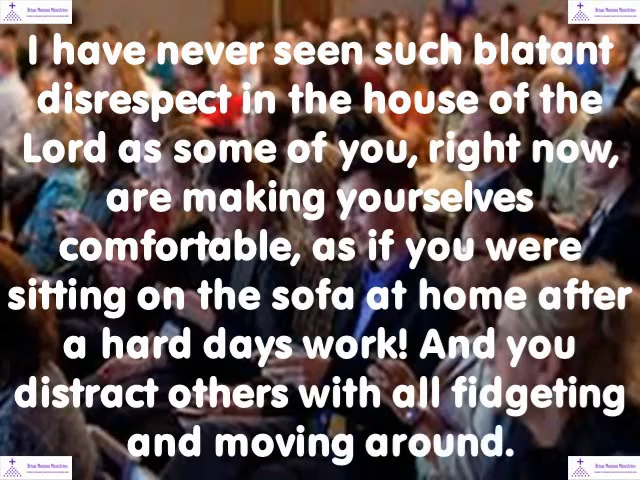 I have never seen such blatant
disrespect in the house of the
Lord as some of you, right now,
are making yourselves
comfortable, as if you were
sitting on the sofa at home after
a hard days work! And you
distract others with all fidgeting
and moving around.